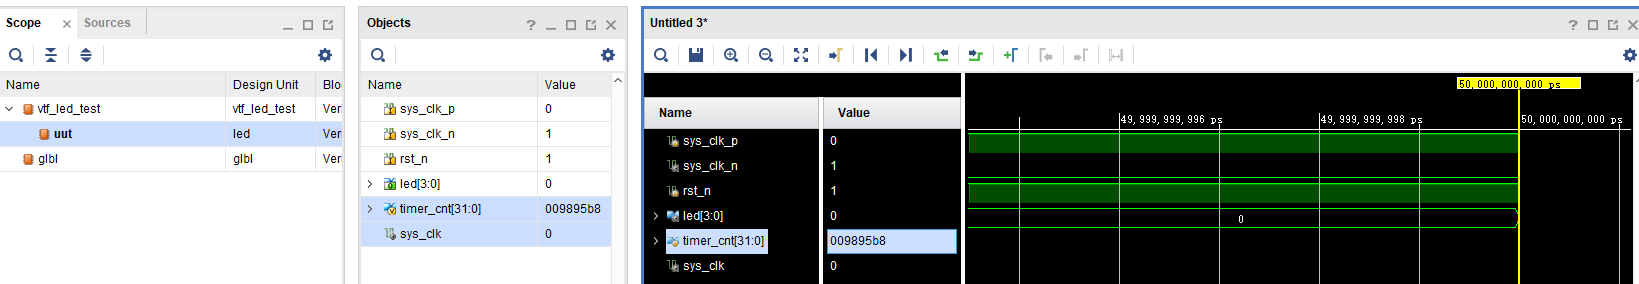 Scope × Sources
Name Design Unit Blo
vtf_led_test vtf_led_test Ver
uut led Ver
glbl glbl Ver
Objects ?
Name Value
sys_clk_p 0
sys_clk_n 1
rst_n 1
led[3:0] 0
timer_cnt[31:0] 009895b8
sys_clk 0
Untitled 3* ?
50,000,000,000 ps
Name Value
49,999,999,996 ps 49,999,999,998 ps 50,000,000,000 ps
sys_clk_p 0
sys_clk_n 1
rst_n 1
led[3:0] 0 0
timer_cnt[31:0] 009895b8
sys_clk 0